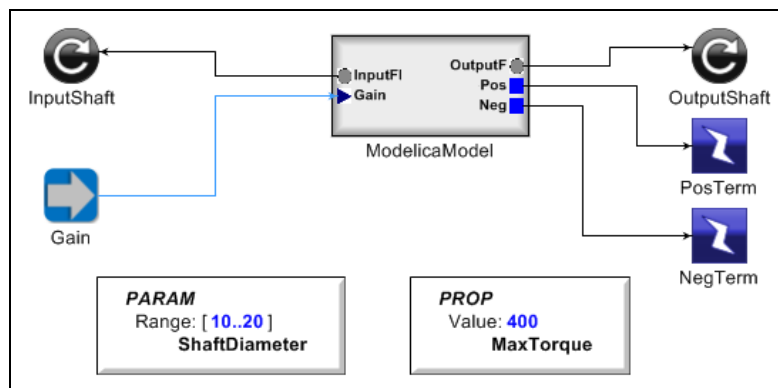 InputShaft
InputFl
Gain
OutputF
Pos
Neg
ModelicaModel
OutputShaft
PosTerm
NegTerm
Gain
PARAM
Range: [ 10..20 ]
ShaftDiameter
PROP
Value: 400
MaxTorque